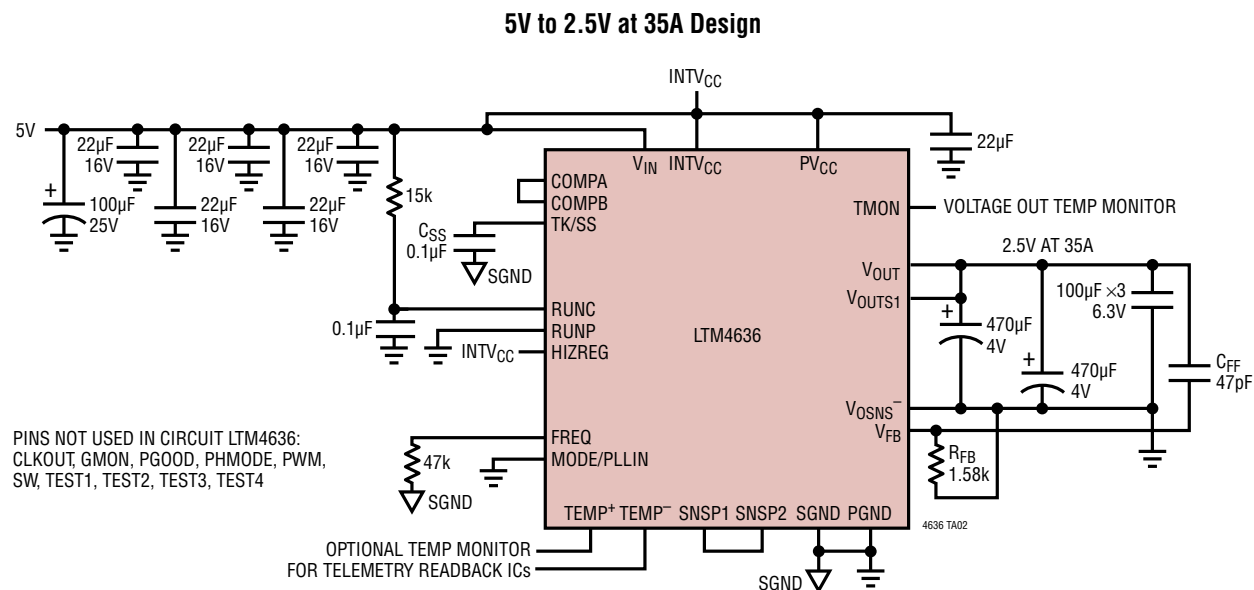 5V to 2.5V at 35A Design
INTVCC
5V
22µF
16V
22µF
16V
22µF
16V
22µF
VIN
INTVCC
PVCC
+
100µF
25V
22µF
16V
22µF
16V
15k
COMPA
COMPB
TK/SS
TMON
VOLTAGE OUT TEMP MONITOR
CSS
0.1µF
SGND
2.5V AT 35A
VOUT
VOUTS1
100µF ×3
6.3V
RUNC
RUNP
HIZREG
0.1µF
INTVCC
LTM4636
+
470µF
4V
+
470µF
4V
CFF
47pF
VOSNS–
VFB
PINS NOT USED IN CIRCUIT LTM4636:
CLKOUT, GMON, PGOOD, PHMODE, PWM,
SW, TEST1, TEST2, TEST3, TEST4
FREQ
MODE/PLLIN
47k
SGND
RFB
1.58k
TEMP+ TEMP– SNSP1 SNSP2 SGND PGND
4636 TA02
OPTIONAL TEMP MONITOR
FOR TELEMETRY READBACK ICs
SGND